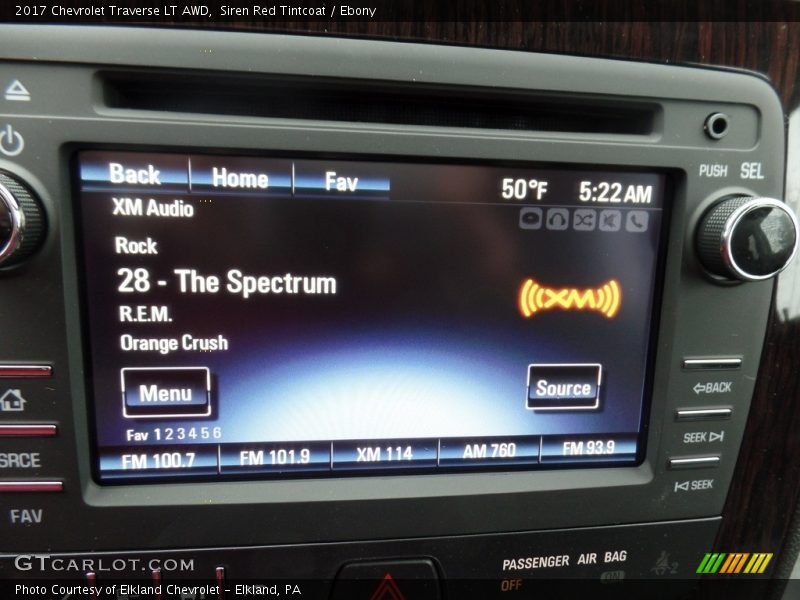 2017 Chevrolet Traverse LT AWD, Siren Red Tintcoat / Ebony
Back Home Fav 50°F 5:22 AM
PUSH SEL
XM Audio
Rock
28 - The Spectrum
XM
R.E.M.
Orange Crush
Menu Source
BACK
Fav 1 2 3 4 5 6
SEEK
SRCE
FM 100.7 FM 101.9 XM 114 AM 760 FM 93.9
SEEK
FAV
PASSENGER AIR BAG
OFF ON 2
GTCARLOT.COM
Photo Courtesy of Elkland Chevrolet - Elkland, PA